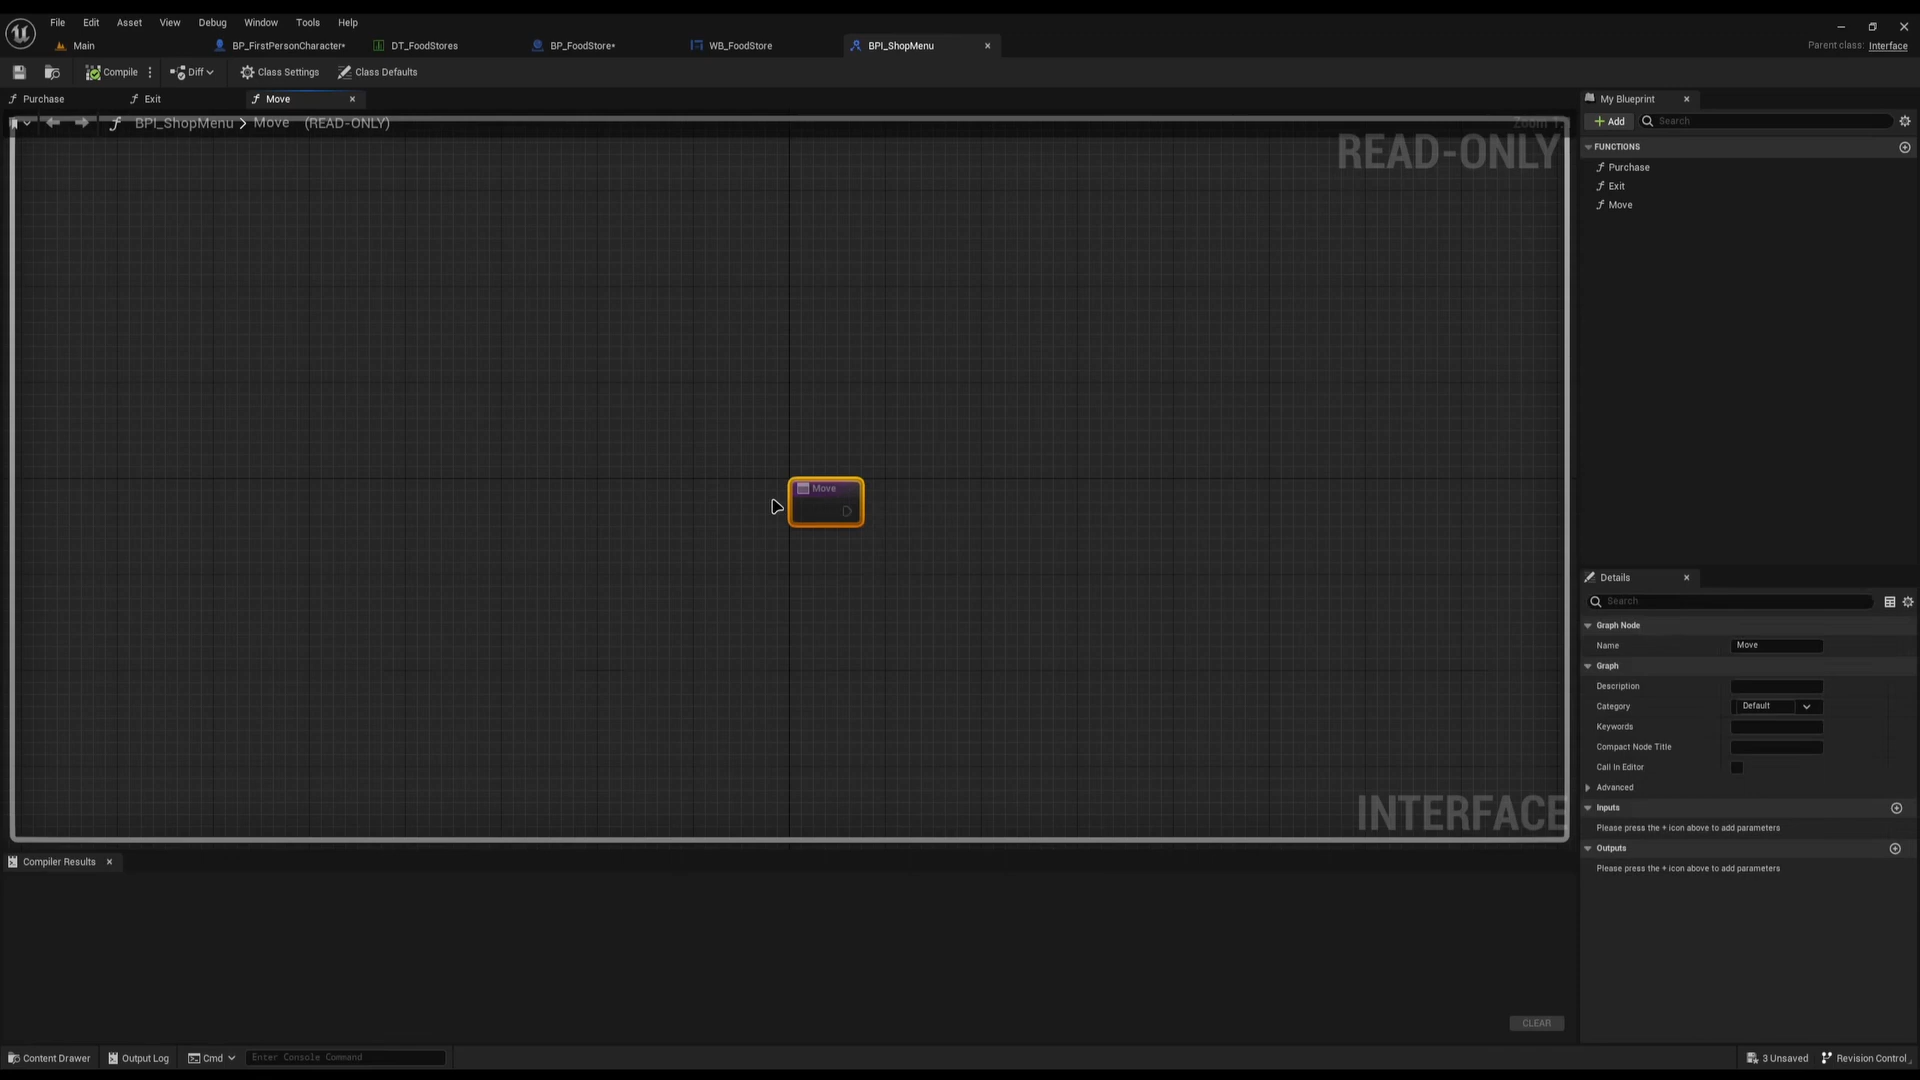 File Edit Asset View Debug Window Tools Help
Main BP_FirstPersonCharacter* DT_FoodStores BP_FoodStore* WB_FoodStore BPI_ShopMenu
Parent class: Interface
Compile Diff Class Settings Class Defaults
Purchase Exit Move
BPI_ShopMenu > Move (READ-ONLY)
READ-ONLY
Move
INTERFACE
My Blueprint
+ Add Search
FUNCTIONS
Purchase
Exit
Move
Details
Search
Graph Node
Name Move
Graph
Description
Category Default
Keywords
Compact Node Title
Call In Editor
Advanced
Inputs
Please press the + icon above to add parameters
Outputs
Please press the + icon above to add parameters
Compiler Results
CLEAR
Content Drawer Output Log Cmd Enter Console Command
3 Unsaved Revision Control